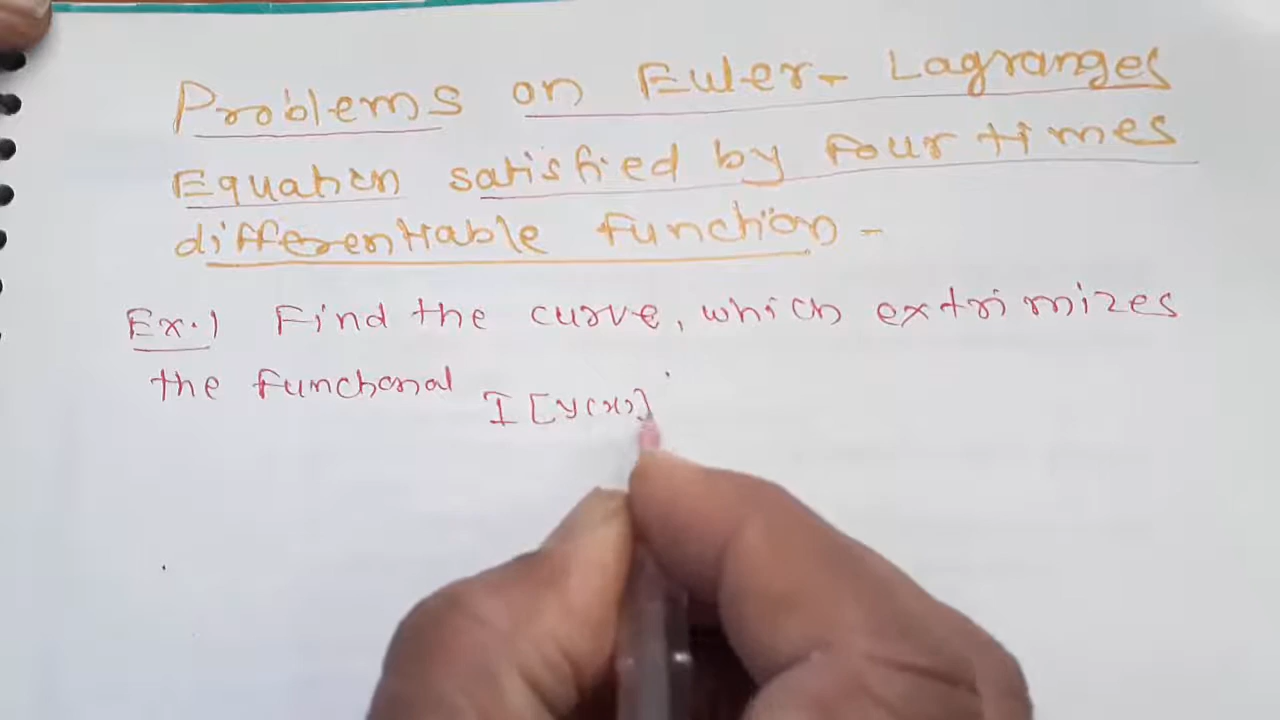 Problems on Euler- Lagranges
Equation satisfied by four times
differentiable function -
Ex.1 Find the curve, which extrimizes
the functional I[y(x)]